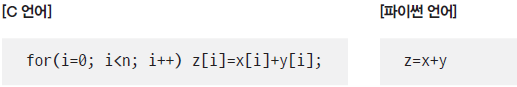 [C 언어]
for(i=0; i<n; i++) z[i]=x[i]+y[i];
[파이썬 언어]
z=x+y